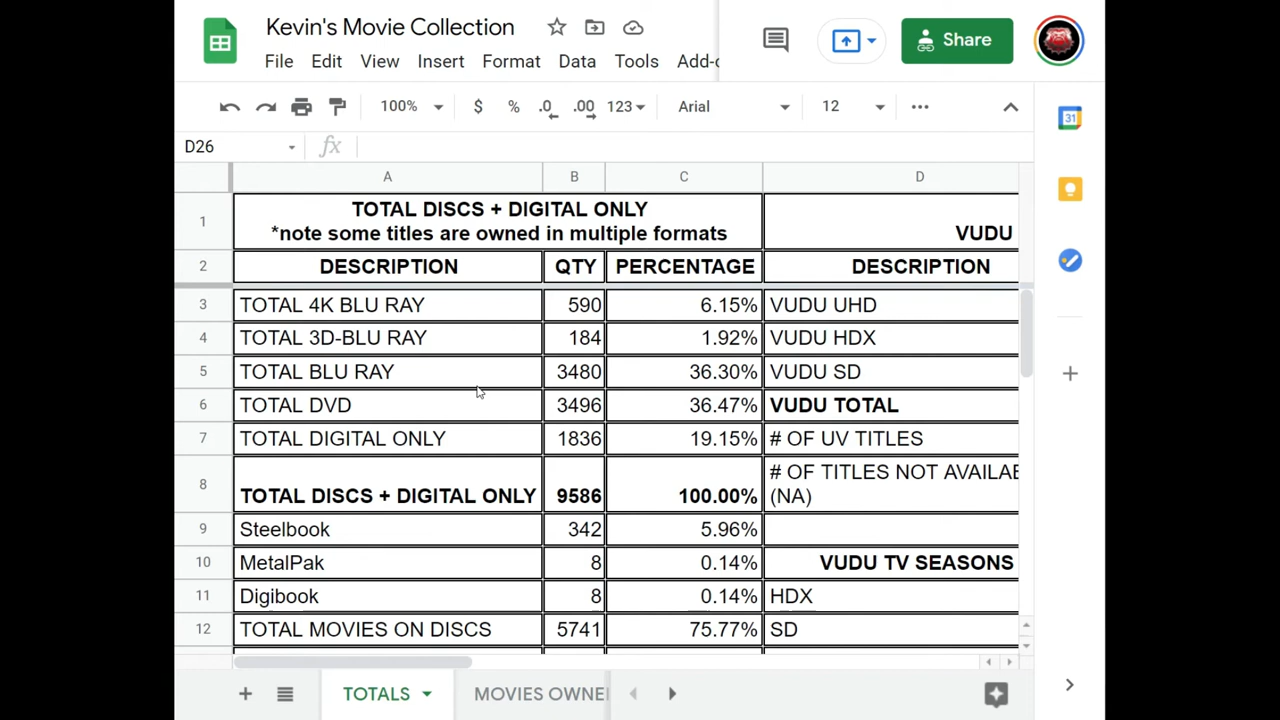 Kevin's Movie Collection
Share
File Edit View Insert Format Data Tools Add-o
100% $ % .0 .00 123 Arial 12 ...
31
D26 fx
A B C D
1 TOTAL DISCS + DIGITAL ONLY
*note some titles are owned in multiple formats VUDU
2 DESCRIPTION QTY PERCENTAGE DESCRIPTION
3 TOTAL 4K BLU RAY 590 6.15% VUDU UHD
4 TOTAL 3D-BLU RAY 184 1.92% VUDU HDX
5 TOTAL BLU RAY 3480 36.30% VUDU SD
6 TOTAL DVD 3496 36.47% VUDU TOTAL
7 TOTAL DIGITAL ONLY 1836 19.15% # OF UV TITLES
8 TOTAL DISCS + DIGITAL ONLY 9586 100.00% # OF TITLES NOT AVAILAB
(NA)
9 Steelbook 342 5.96%
10 MetalPak 8 0.14% VUDU TV SEASONS
11 Digibook 8 0.14% HDX
12 TOTAL MOVIES ON DISCS 5741 75.77% SD
+ TOTALS MOVIES OWNE